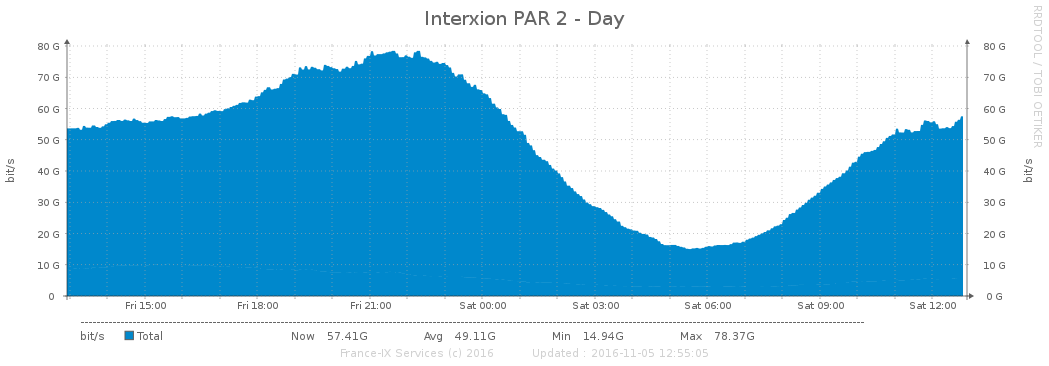 Interxion PAR 2 - Day
RRDTOOL / TOBI OETIKER
80 G 80 G
70 G 70 G
60 G 60 G
50 G 50 G
40 G 40 G
30 G 30 G
20 G 20 G
10 G 10 G
0 0 G
bit/s bit/s
Fri 15:00 Fri 18:00 Fri 21:00 Sat 00:00 Sat 03:00 Sat 06:00 Sat 09:00 Sat 12:00
bit/s Total Now 57.41G Avg 49.11G Min 14.94G Max 78.37G
France-IX Services (c) 2016 Updated : 2016-11-05 12:55:05